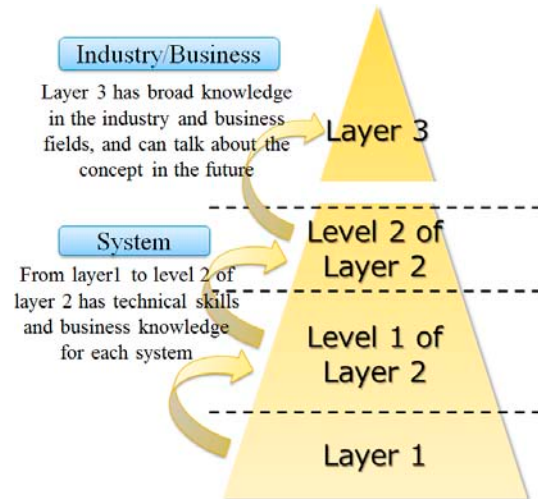 Industry/Business
Layer 3 has broad knowledge
in the industry and business
fields, and can talk about the
concept in the future
Layer 3
System
From layer1 to level 2 of
layer 2 has technical skills
and business knowledge
for each system
Level 2 of
Layer 2
Level 1 of
Layer 2
Layer 1